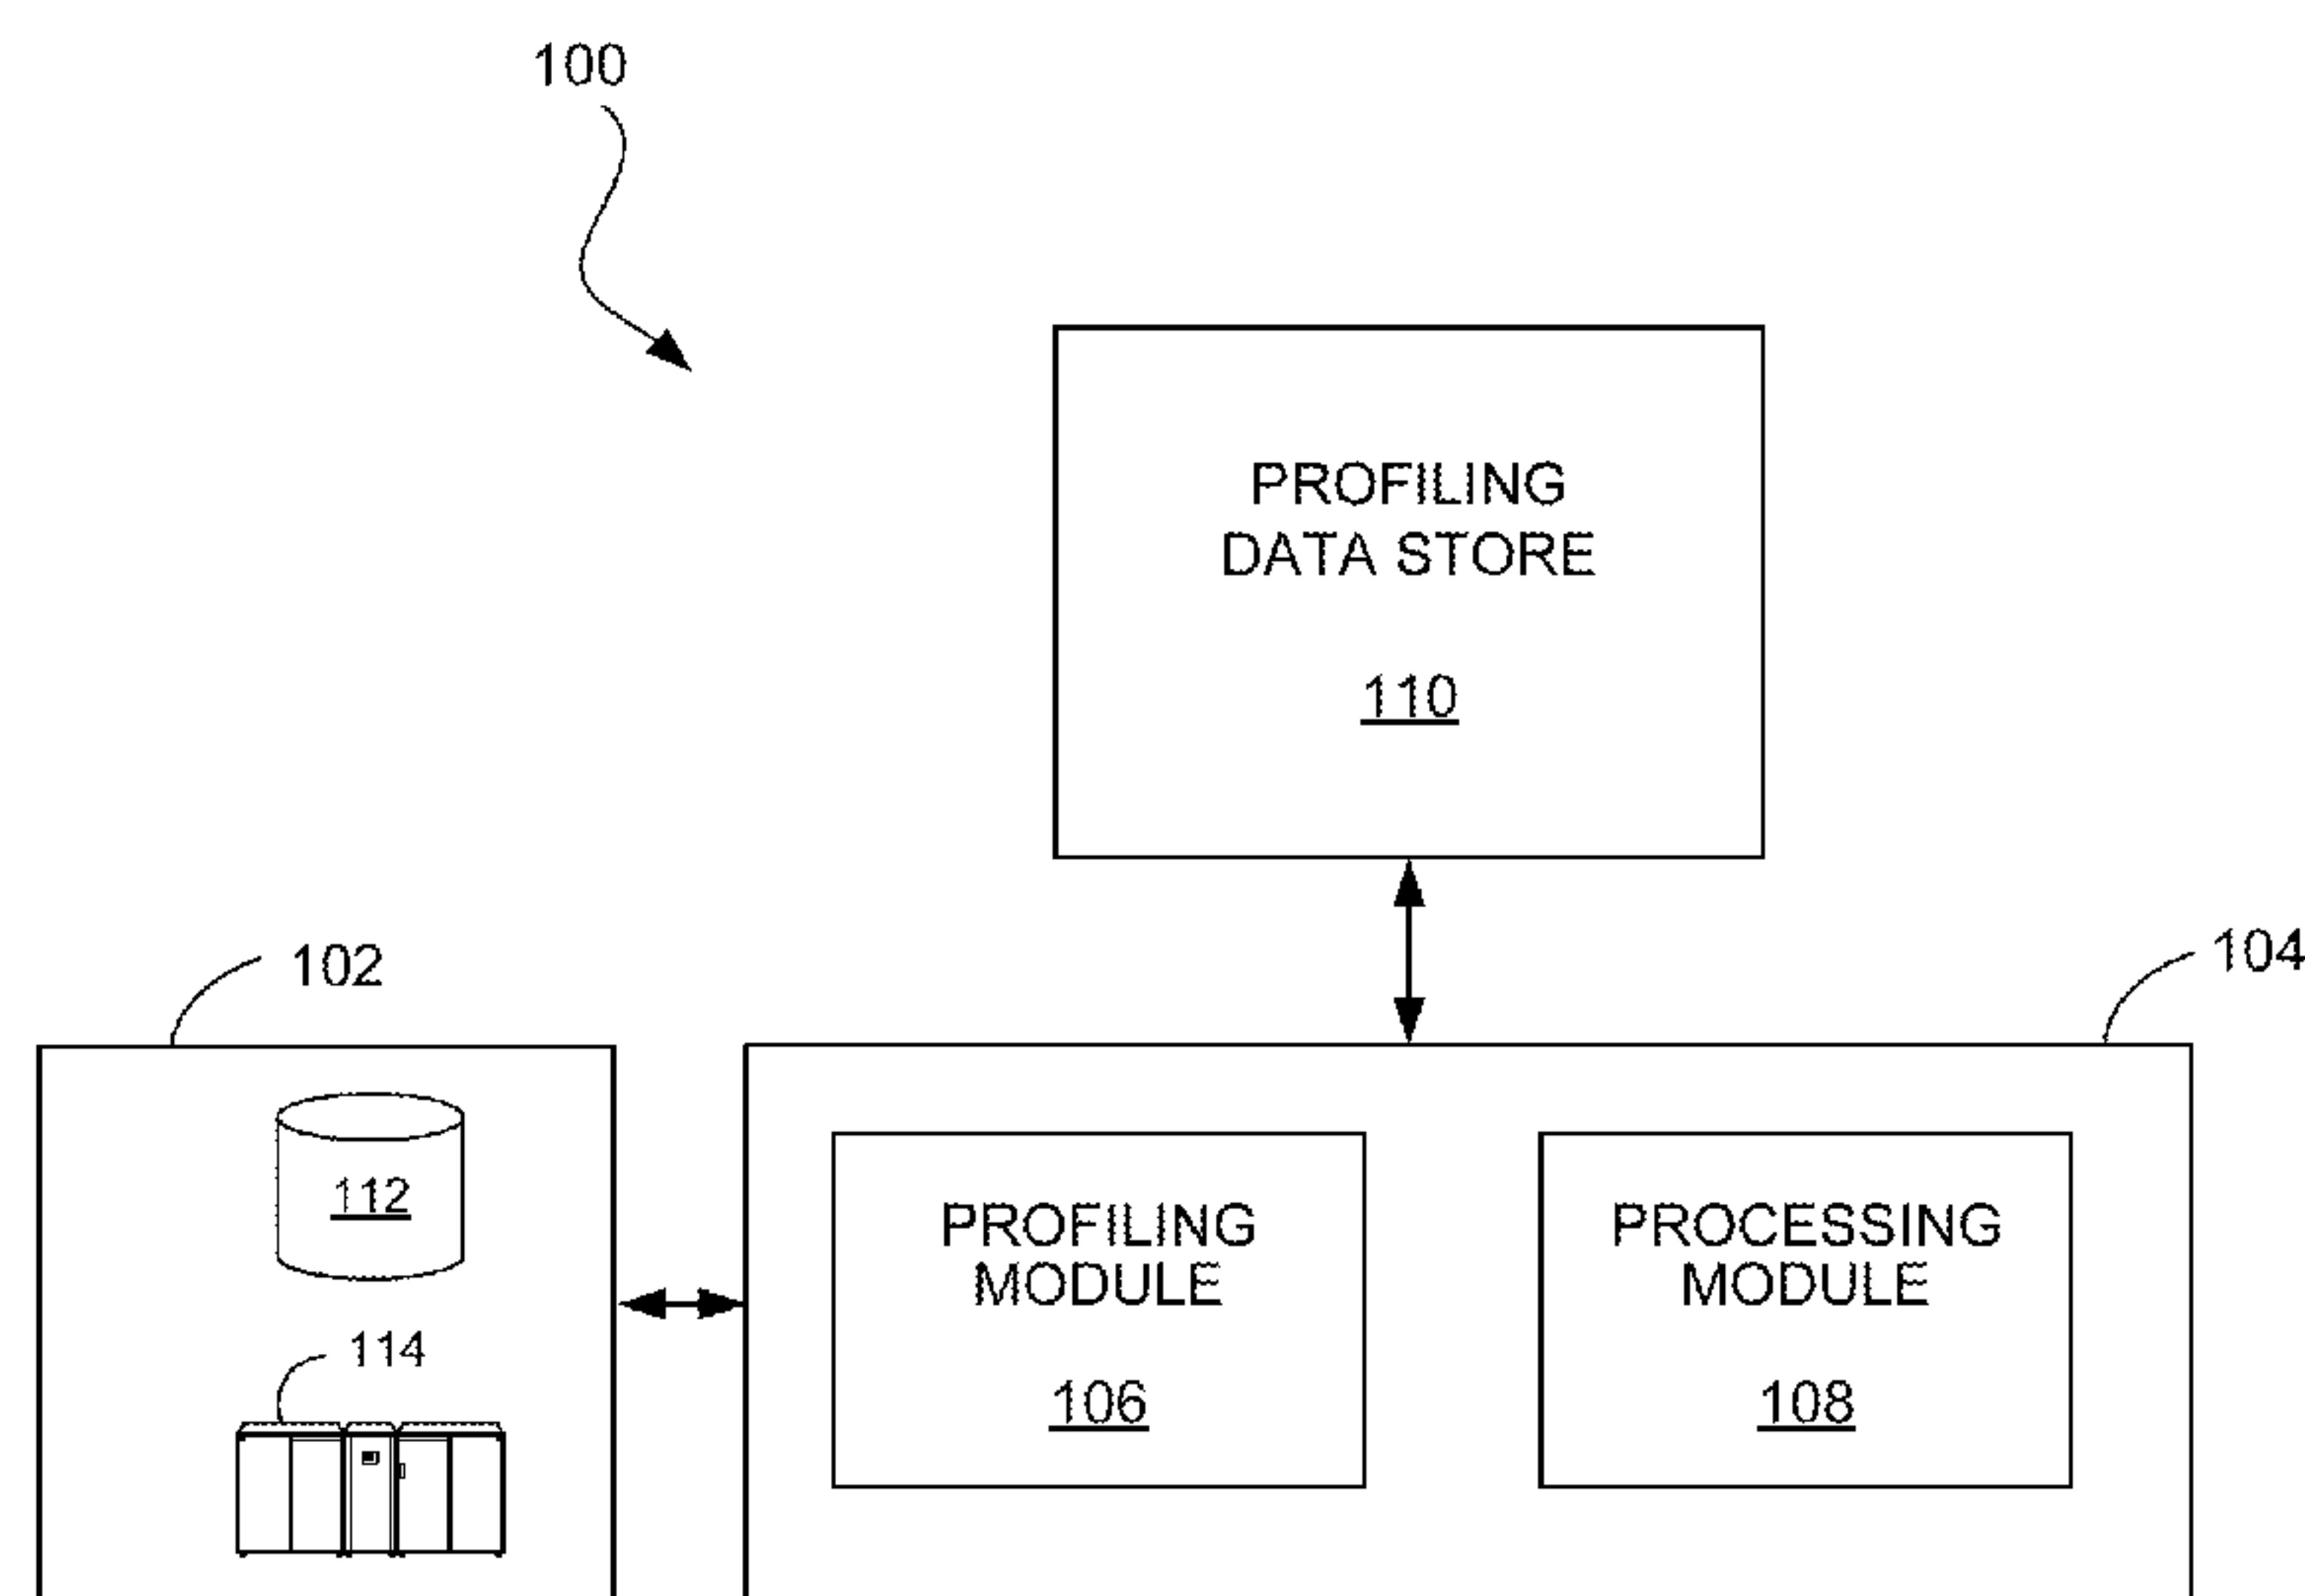 100
PROFILING
DATA STORE
110
102
104
112
PROFILING
MODULE
106
PROCESSING
MODULE
108
114